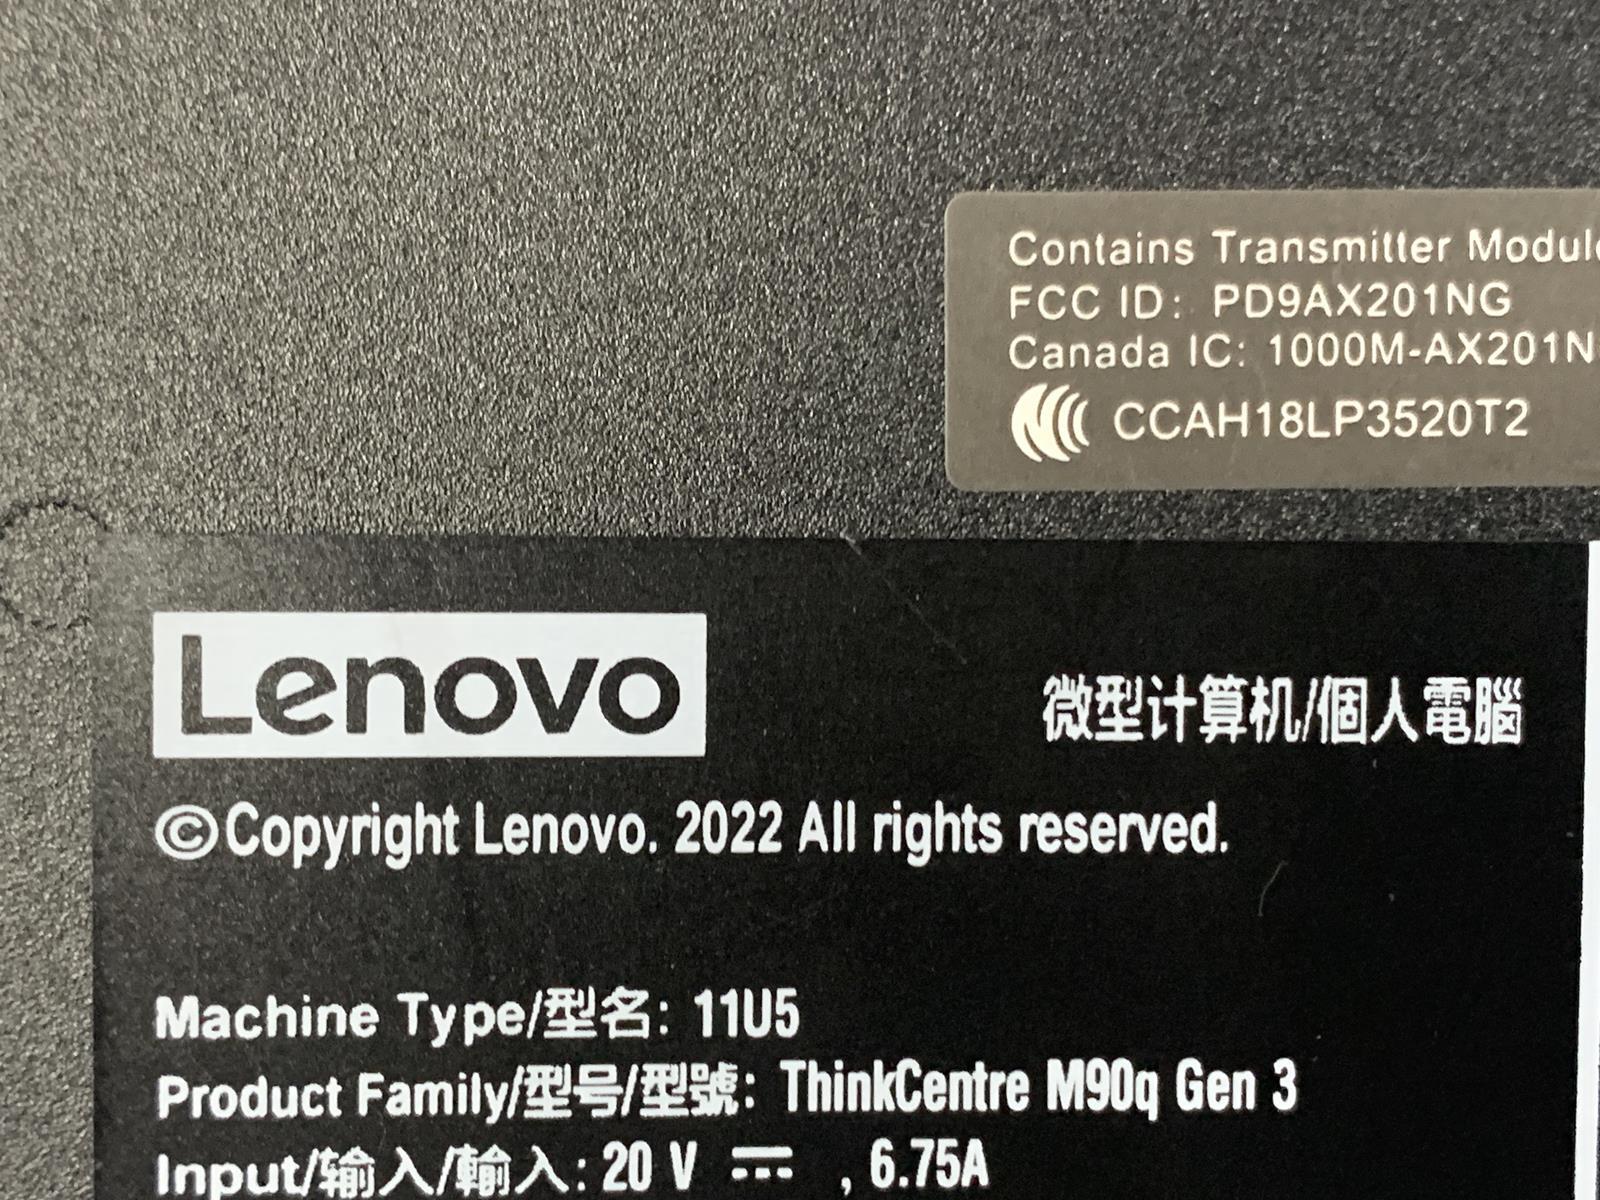 Contains Transmitter Module
FCC ID: PD9AX201NG
Canada IC: 1000M-AX201N
CCAH18LP3520T2
Lenovo
微型计算机/個人電腦
©Copyright Lenovo. 2022 All rights reserved.
Machine Type/型名: 11U5
Product Family/型号/型號: ThinkCentre M90q Gen 3
Input/输入/輸入: 20 V ⎓ , 6.75A